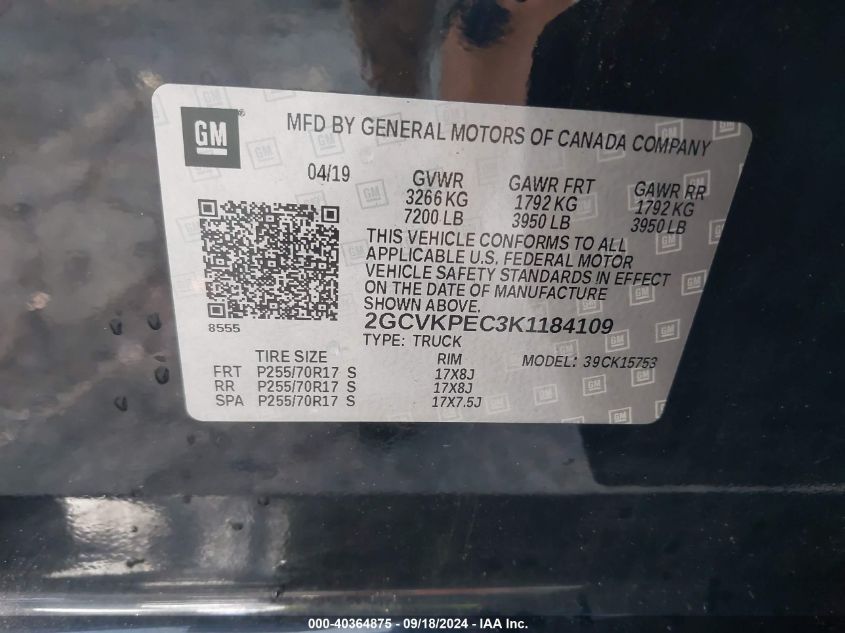 GM
MFD BY GENERAL MOTORS OF CANADA COMPANY
04/19 GVWR GAWR FRT GAWR RR
3266 KG 1792 KG 1792 KG
7200 LB 3950 LB 3950 LB
THIS VEHICLE CONFORMS TO ALL
APPLICABLE U.S. FEDERAL MOTOR
VEHICLE SAFETY STANDARDS IN EFFECT
ON THE DATE OF MANUFACTURE
SHOWN ABOVE.
8555
2GCVKPEC3K1184109
TYPE: TRUCK
TIRE SIZE RIM MODEL: 39CK15753
FRT P255/70R17 S 17X8J
RR P255/70R17 S 17X8J
SPA P255/70R17 S 17X7.5J
000-40364875 - 09/18/2024 - IAA Inc.